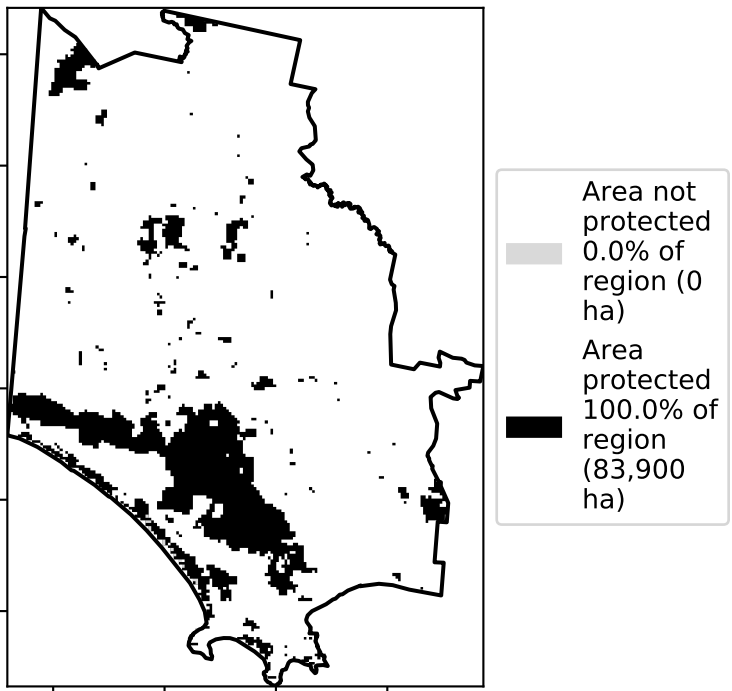 Area not
protected
0.0% of
region (0
ha)
Area
protected
100.0% of
region
(83,900
ha)